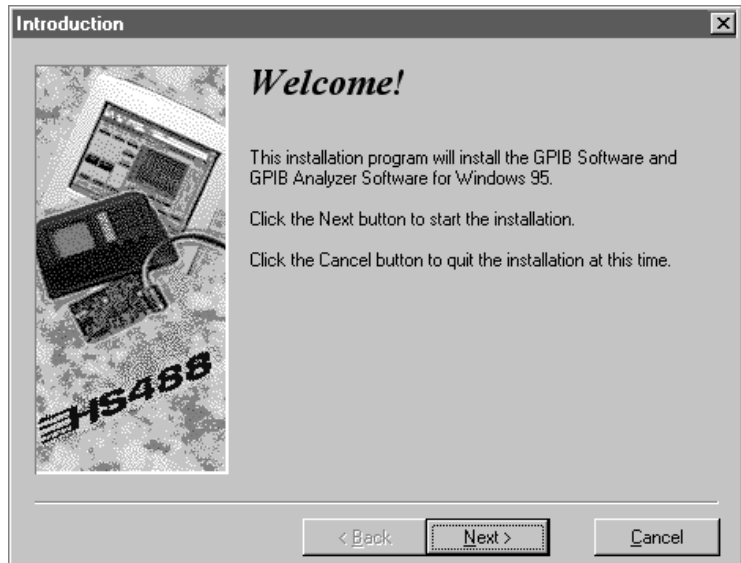 Introduction
Welcome!
This installation program will install the GPIB Software and
GPIB Analyzer Software for Windows 95.
Click the Next button to start the installation.
Click the Cancel button to quit the installation at this time.
HS488
< Back
Next >
Cancel